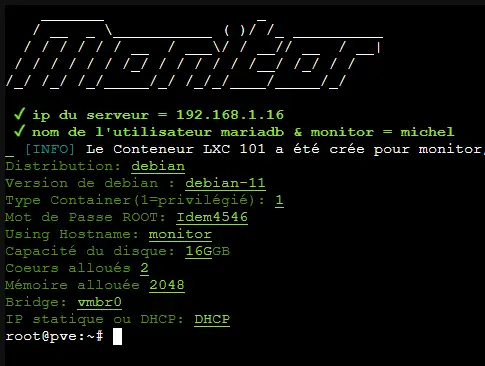 Monitor
✔ ip du serveur = 192.168.1.16
✔ nom de l'utilisateur mariadb & monitor = michel
_ [INFO] Le Conteneur LXC 101 a été crée pour monitor,
Distribution: debian
Version de debian : debian-11
Type Container(1=privilégié): 1
Mot de Passe ROOT: Idem4546
Using Hostname: monitor
Capacité du disque: 16GGB
Coeurs alloués 2
Mémoire allouée 2048
Bridge: vmbr0
IP statique ou DHCP: DHCP
root@pve:~#